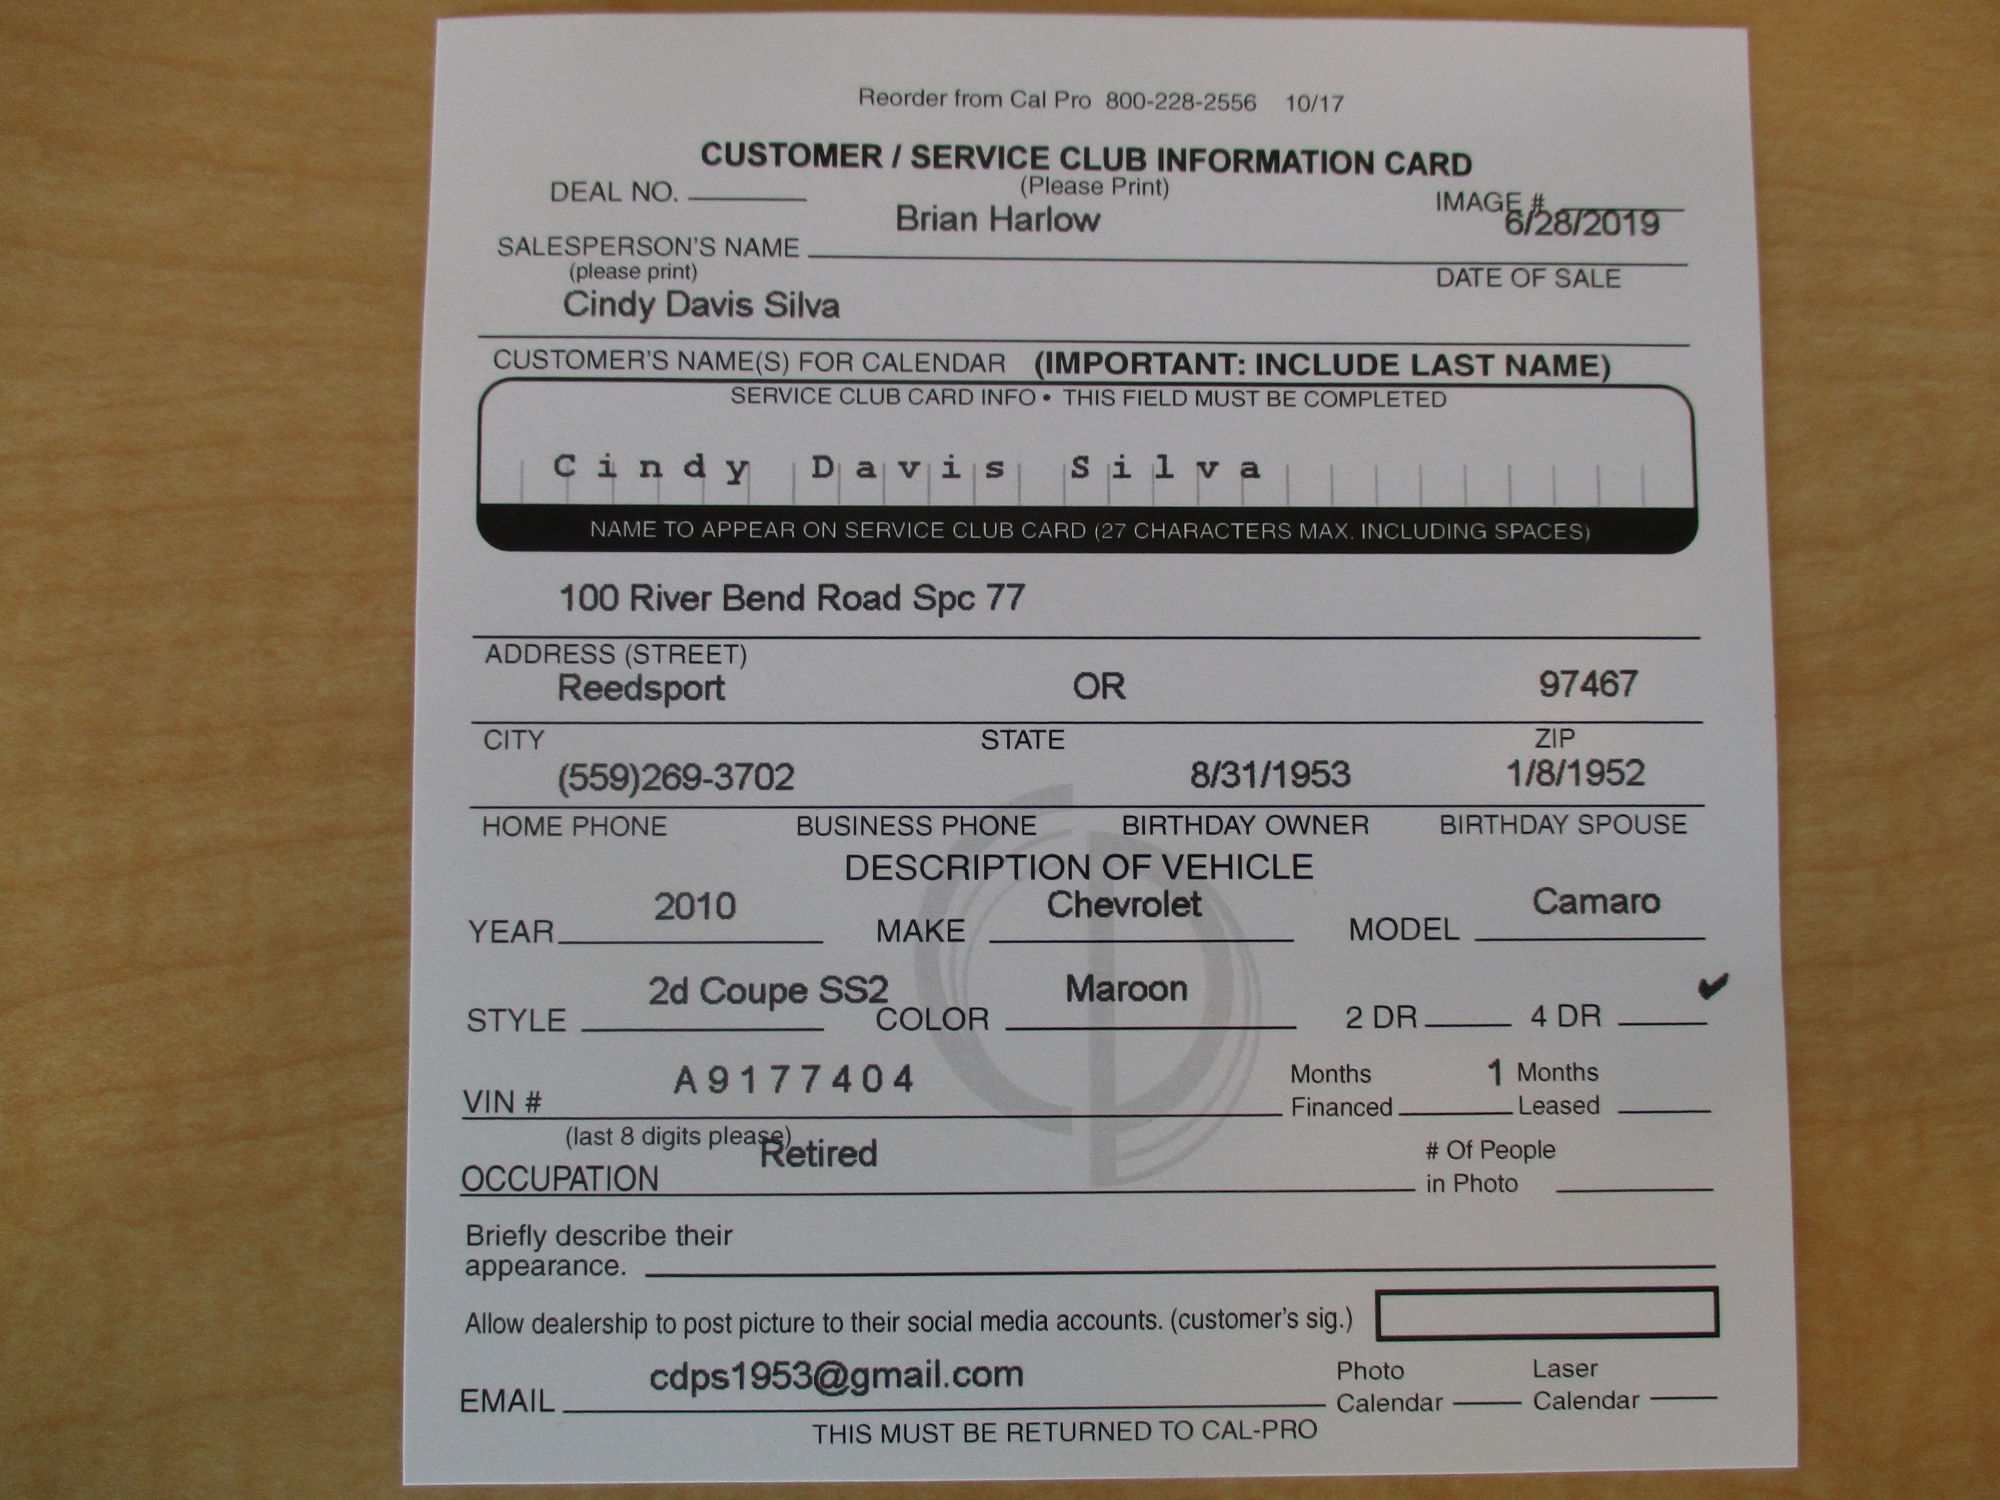 Reorder from Cal Pro 800-228-2556 10/17
CUSTOMER / SERVICE CLUB INFORMATION CARD
DEAL NO. (Please Print) IMAGE #
Brian Harlow 6/28/2019
SALESPERSON'S NAME
(please print) DATE OF SALE
Cindy Davis Silva
CUSTOMER'S NAME(S) FOR CALENDAR (IMPORTANT: INCLUDE LAST NAME)
SERVICE CLUB CARD INFO • THIS FIELD MUST BE COMPLETED
Cindy Davis Silva
NAME TO APPEAR ON SERVICE CLUB CARD (27 CHARACTERS MAX. INCLUDING SPACES)
100 River Bend Road Spc 77
ADDRESS (STREET)
Reedsport OR 97467
CITY STATE ZIP
(559)269-3702 8/31/1953 1/8/1952
HOME PHONE BUSINESS PHONE BIRTHDAY OWNER BIRTHDAY SPOUSE
DESCRIPTION OF VEHICLE
2010 Chevrolet Camaro
YEAR MAKE MODEL
2d Coupe SS2 Maroon ✔
STYLE COLOR 2 DR 4 DR
A9177404 Months 1 Months
VIN # Financed Leased
(last 8 digits please)
Retired # Of People
OCCUPATION in Photo
Briefly describe their
appearance.
Allow dealership to post picture to their social media accounts. (customer's sig.)
cdps1953@gmail.com Photo Laser
EMAIL Calendar Calendar
THIS MUST BE RETURNED TO CAL-PRO